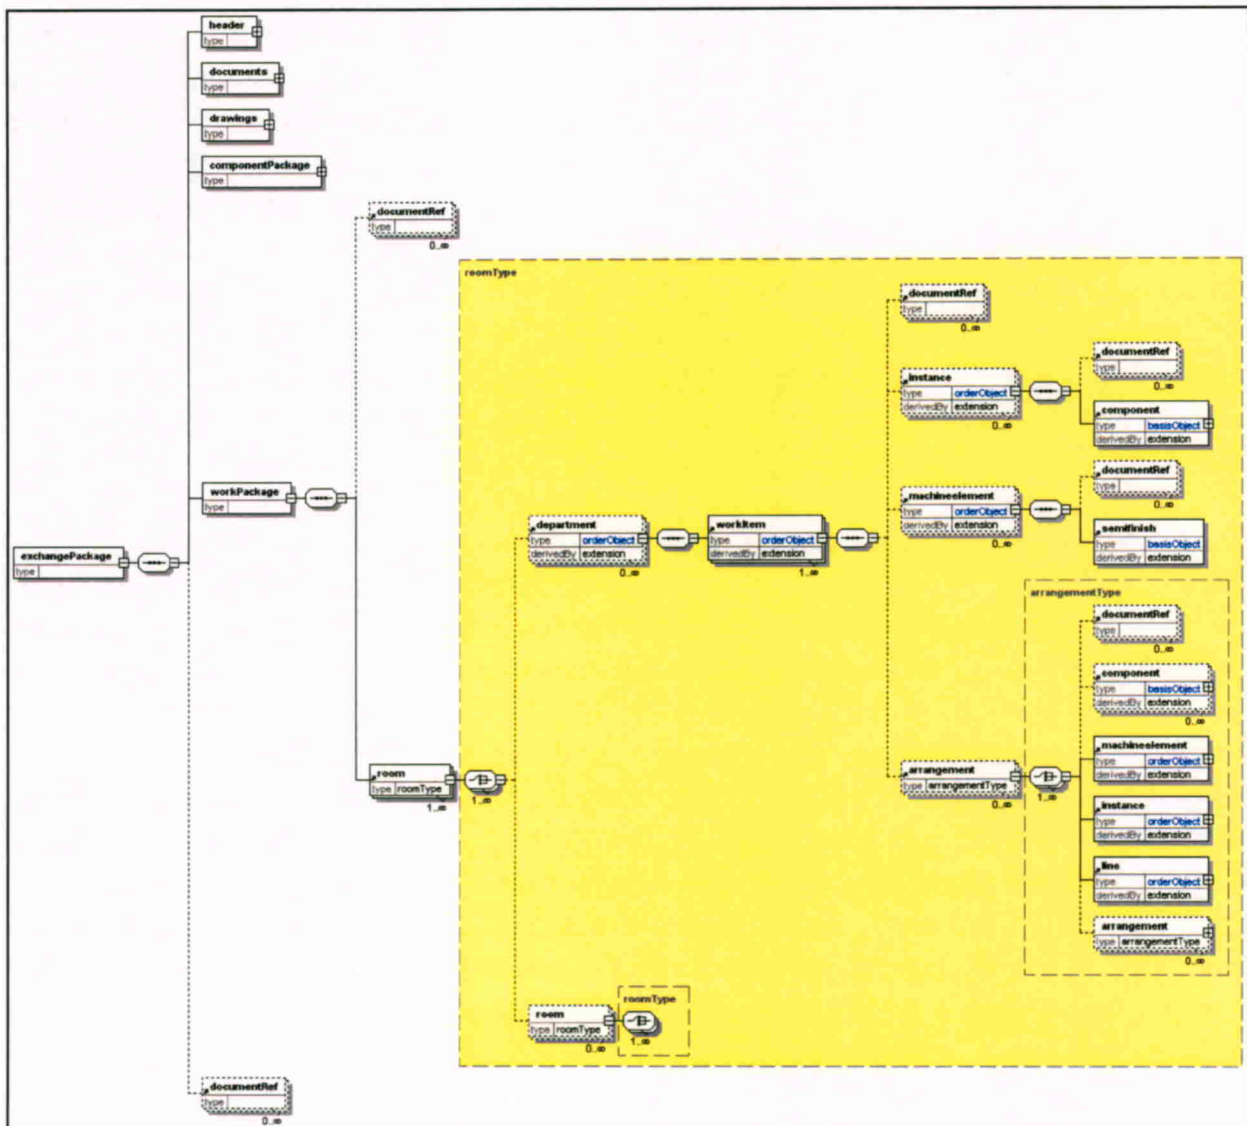 header
type
documents
type
drawings
type
componentPackage
type
documentRef
type
0..∞
roomType
documentRef
type
0..∞
instance
type orderObject
derivedBy extension
0..∞
documentRef
type
0..∞
component
type basisObject
derivedBy extension
workPackage
type
machineelement
type orderObject
derivedBy extension
0..∞
documentRef
type
0..∞
semifinish
type basisObject
derivedBy extension
exchangePackage
type
department
type orderObject
derivedBy extension
0..∞
workItem
type orderObject
derivedBy extension
1..∞
arrangementType
documentRef
type
0..∞
component
type basisObject
derivedBy extension
0..∞
room
type roomType
1..∞
1..∞
arrangement
type arrangementType
0..∞
1..∞
machineelement
type orderObject
derivedBy extension
instance
type orderObject
derivedBy extension
line
type orderObject
derivedBy extension
arrangement
type arrangementType
0..∞
room
type roomType
0..∞
roomType
1..∞
documentRef
type
0..∞